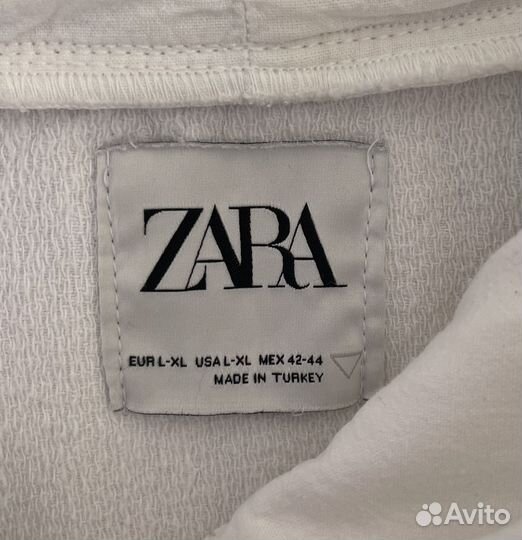 ZARA
EUR L-XL USA L-XL MEX 42-44
MADE IN TURKEY
Avito